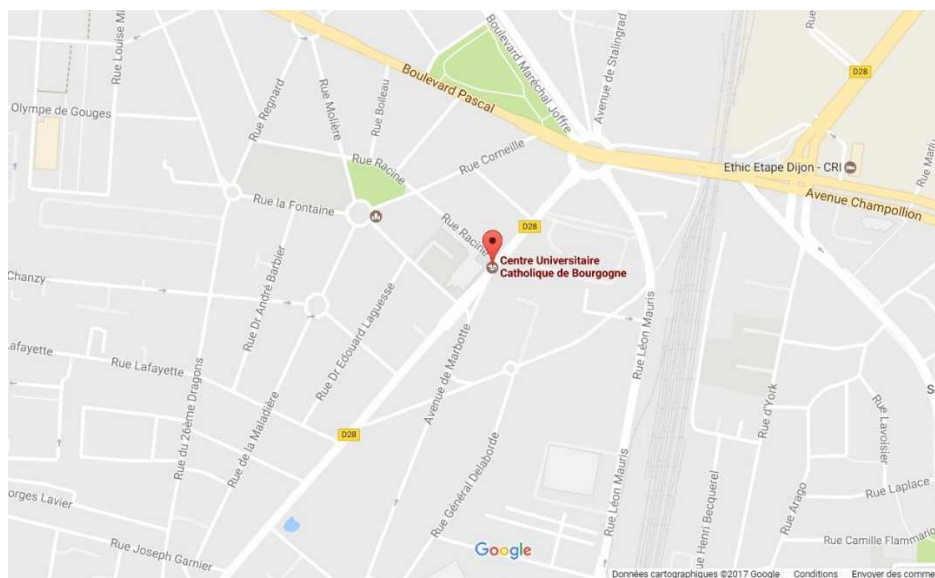 Rue Louise Mi
Boulevard Maréchal Joffre
Avenue de Stalingrad
Rue
D28
Olympe de Gouges
Rue Regnard
Rue Molière
Rue Boileau
Boulevard Pascal
Rue Racine
Rue Corneille
Ethic Etape Dijon - CRI
Rue Mariu
Avenue Champollion
Rue la Fontaine
D28
Rue Racine
Centre Universitaire
Catholique de Bourgogne
Chanzy
Rue Dr André Barbier
Rue Dr Edouard Laguesse
Rue Léon Mauris
afayette
Rue Lafayette
Avenue de Marbotte
Rue du 26ème Dragons
Rue de la Maladière
D28
Rue d'York
Rue Lavoisier
S
Rue Général Delaborde
Rue Léon Mauris
Rue Henri Becquerel
Rue Arago
Rue Laplace
orges Lavier
Rue Joseph Garnier
Rue Camille Flammario
Google
Données cartographiques ©2017 Google Conditions Envoyer des comme